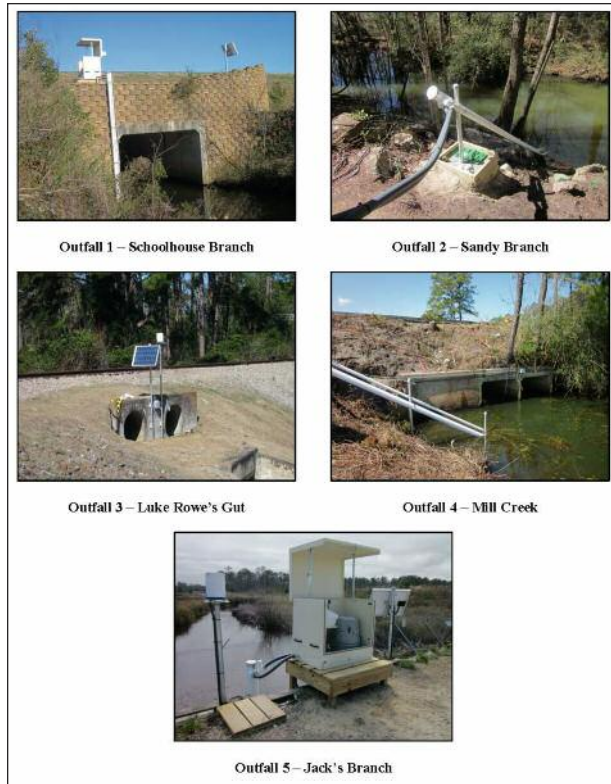 Outfall 1 – Schoolhouse Branch
Outfall 2 – Sandy Branch
Outfall 3 – Luke Rowe's Gut
Outfall 4 – Mill Creek
Outfall 5 – Jack's Branch